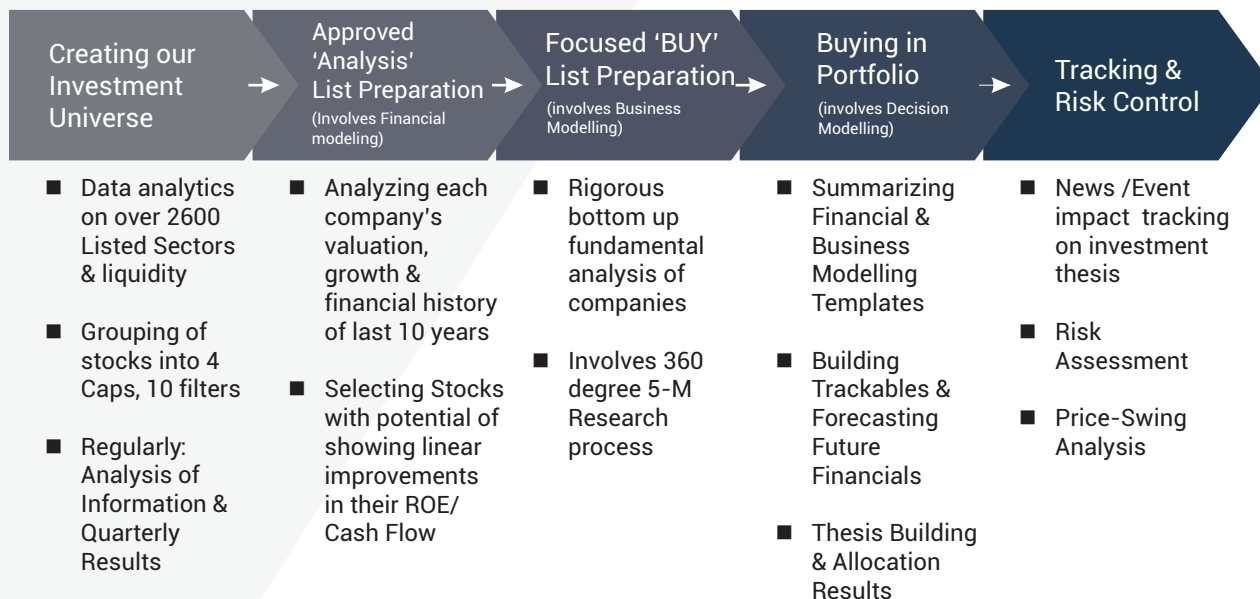 Creating our
Investment
Universe
Approved
‘Analysis’
List Preparation
(Involves Financial
modeling)
Focused ‘BUY’
List Preparation
(involves Business
Modelling)
Buying in
Portfolio
(involves Decision
Modelling)
Tracking &
Risk Control
Data analytics
on over 2600
Listed Sectors
& liquidity
Grouping of
stocks into 4
Caps, 10 filters
Regularly:
Analysis of
Information &
Quarterly
Results
Analyzing each
company's
valuation,
growth &
financial history
of last 10 years
Selecting Stocks
with potential of
showing linear
improvements
in their ROE/
Cash Flow
Rigorous
bottom up
fundamental
analysis of
companies
Involves 360
degree 5-M
Research
process
Summarizing
Financial &
Business
Modelling
Templates
Building
Trackables &
Forecasting
Future
Financials
Thesis Building
& Allocation
Results
News /Event
impact tracking
on investment
thesis
Risk
Assessment
Price-Swing
Analysis